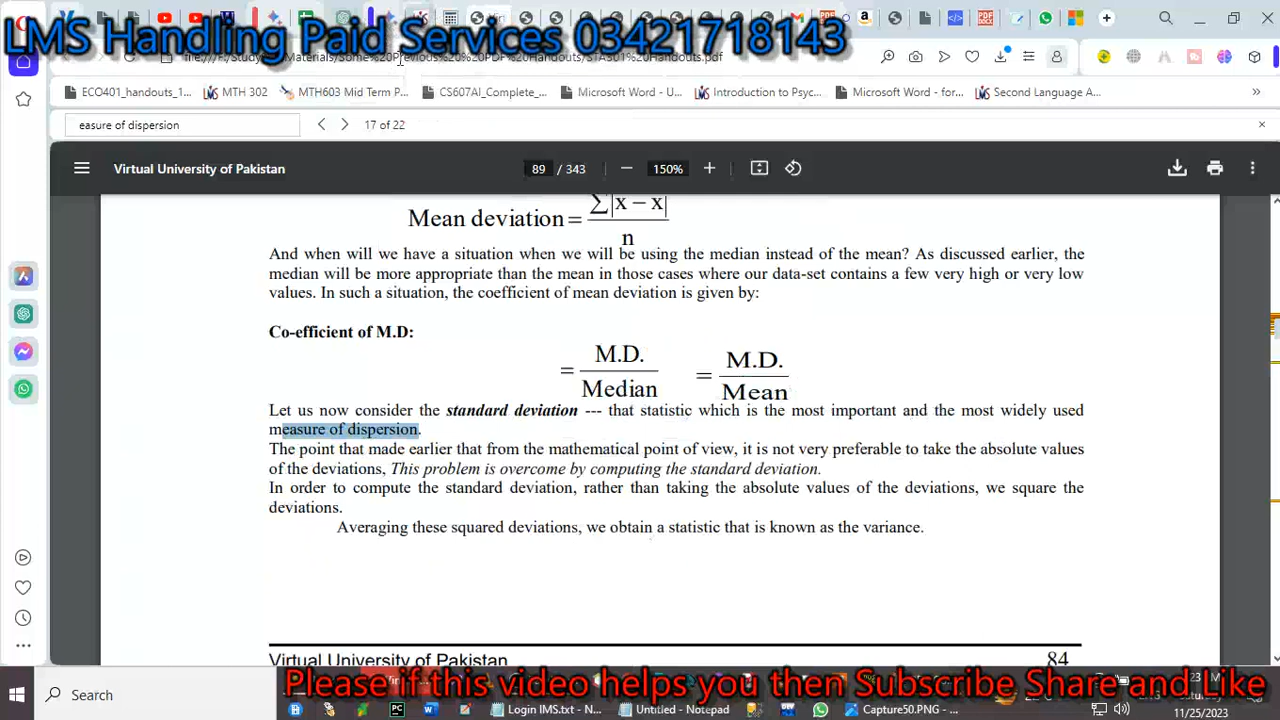 LMS Handling Paid Services 03421718143
file:///F:/Study Materials/Some%20Previous%20%20PDF%20Handouts/STA301%20Handouts.pdf
ECO401_handouts_1...
MTH 302
MTH603 Mid Term P...
CS607AI_Complete_...
Microsoft Word - U...
Introduction to Psyc...
Microsoft Word - for...
Second Language A...
easure of dispersion
17 of 22
Virtual University of Pakistan
89 / 343
150%
Mean deviation = ∑|x − x| / n
And when will we have a situation when we will be using the median instead of the mean? As discussed earlier, the
median will be more appropriate than the mean in those cases where our data-set contains a few very high or very low
values. In such a situation, the coefficient of mean deviation is given by:
Co-efficient of M.D:
= M.D. / Median = M.D. / Mean
Let us now consider the standard deviation --- that statistic which is the most important and the most widely used
measure of dispersion.
The point that made earlier that from the mathematical point of view, it is not very preferable to take the absolute values
of the deviations, This problem is overcome by computing the standard deviation.
In order to compute the standard deviation, rather than taking the absolute values of the deviations, we square the
deviations.
Averaging these squared deviations, we obtain a statistic that is known as the variance.
Virtual University of Pakistan
84
Please if this video helps you then Subscribe Share and Like
Search
Login IMS.txt - N...
Untitled - Notepad
Capture50.PNG - ...
11/25/2023